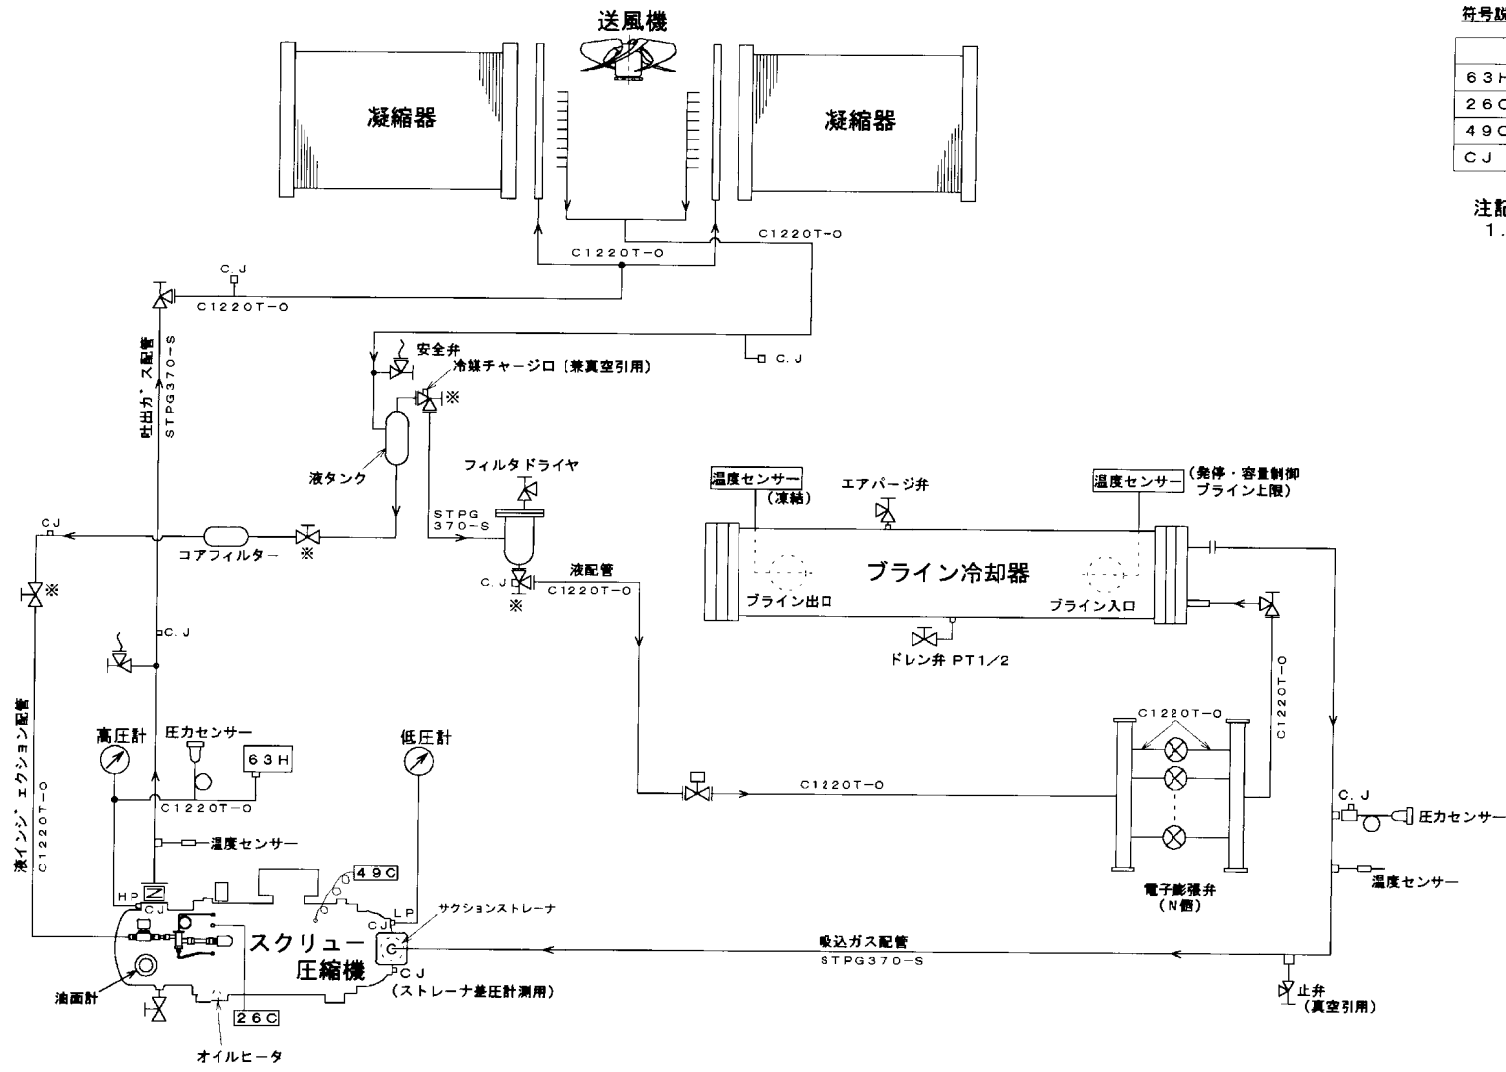 送風機
符号説
凝縮器
凝縮器
63H
26C
49C
CJ
注記
1.
C1220T-O
C1220T-O
C.J
C1220T-O
吐出ガス配管
STPG370-S
安全弁
冷媒チャージ口(兼真空引用)
※
C.J
液タンク
フィルタドライヤ
STPG
370-S
CJ
コアフィルター
※
※
C.J
※
液配管
C1220T-O
温度センサー
(凍結)
エアパージ弁
温度センサー
(発停・容量制御
ブライン上限)
ブライン冷却器
ブライン出口
ブライン入口
ドレン弁 PT1/2
C.J
C1220T-O
C1220T-O
液インジェクション配管
C1220T-O
高圧計
圧力センサー
63H
C1220T-O
低圧計
C1220T-O
C.J
圧力センサー
温度センサー
温度センサー
電子膨張弁
(N個)
HP
CJ
49C
LP
CJ
サクションストレーナ
スクリュー
圧縮機
C
CJ
(ストレーナ差圧計測用)
吸込ガス配管
STPG370-S
油面計
26C
オイルヒータ
止弁
(真空引用)